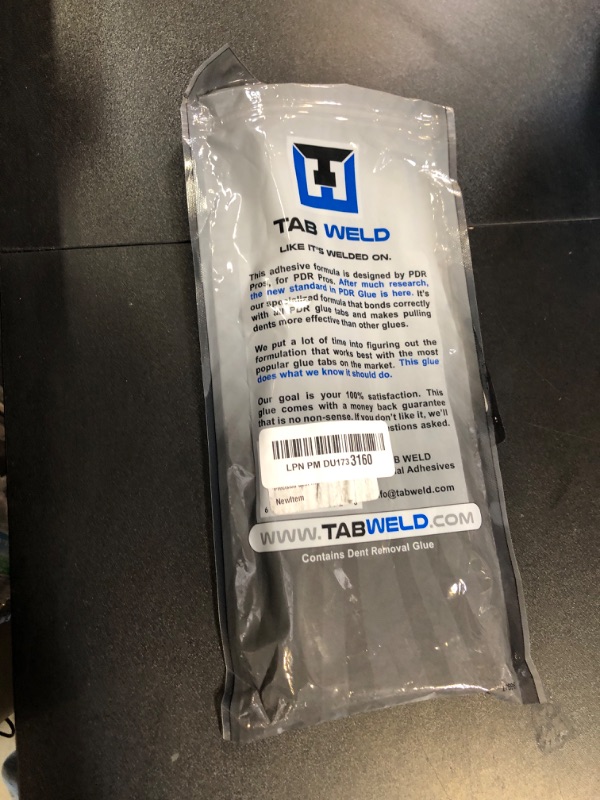 TAB WELD
LIKE IT'S WELDED ON.
This adhesive formula is designed by PDR
Pros, for PDR Pros. After much research,
the new standard in PDR Glue is here. It's
our specialized formula that bonds correctly
with all PDR glue tabs and makes pulling
dents more effective than other glues.
We put a lot of time into figuring out the
formulation that works best with the most
popular glue tabs on the market. This glue
does what we know it should do.
Our goal is your 100% satisfaction. This
glue comes with a money back guarantee
that is no non-sense. If you don't like it, we'll
stions asked.
LPN PM DU1733160
B WELD
al Adhesives
NewItem
fo@tabweld.com
6
WWW.TABWELD.COM
Contains Dent Removal Glue